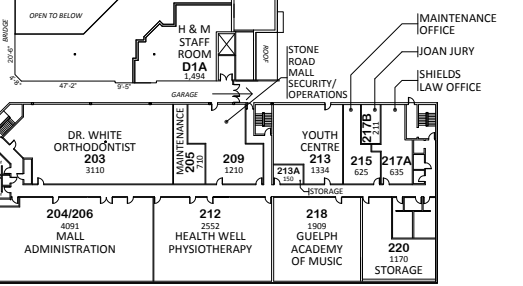 BRIDGE
OPEN TO BELOW
20'-6"
47'-2"
9'-5"
H & M
STAFF
ROOM
D1A
1,494
ROOF
GARAGE
STONE
ROAD
MALL
SECURITY/
OPERATIONS
MAINTENANCE
OFFICE
JOAN JURY
SHIELDS
LAW OFFICE
DR. WHITE
ORTHODONTIST
203
3110
MAINTENANCE
205
710
209
1210
YOUTH
CENTRE
213
1334
213A
150
STORAGE
215
625
217B
211
217A
635
204/206
4091
MALL
ADMINISTRATION
212
2552
HEALTH WELL
PHYSIOTHERAPY
218
1909
GUELPH
ACADEMY
OF MUSIC
220
1170
STORAGE